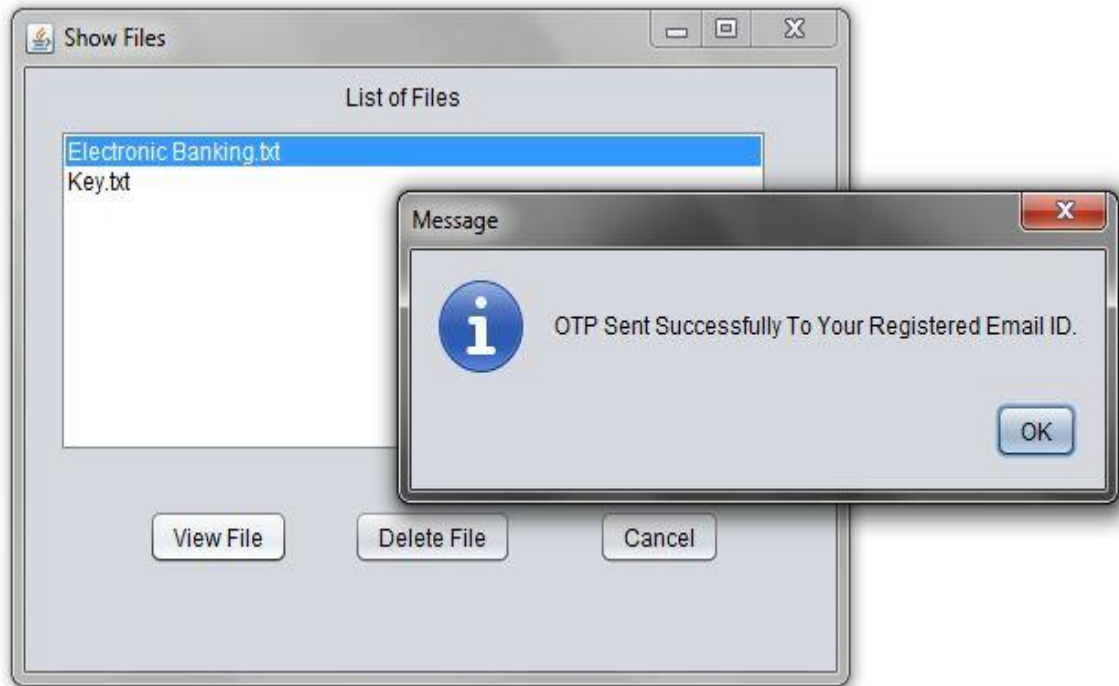 Show Files
List of Files
Electronic Banking.txt
Key.txt
Message
OTP Sent Successfully To Your Registered Email ID.
OK
View File Delete File Cancel